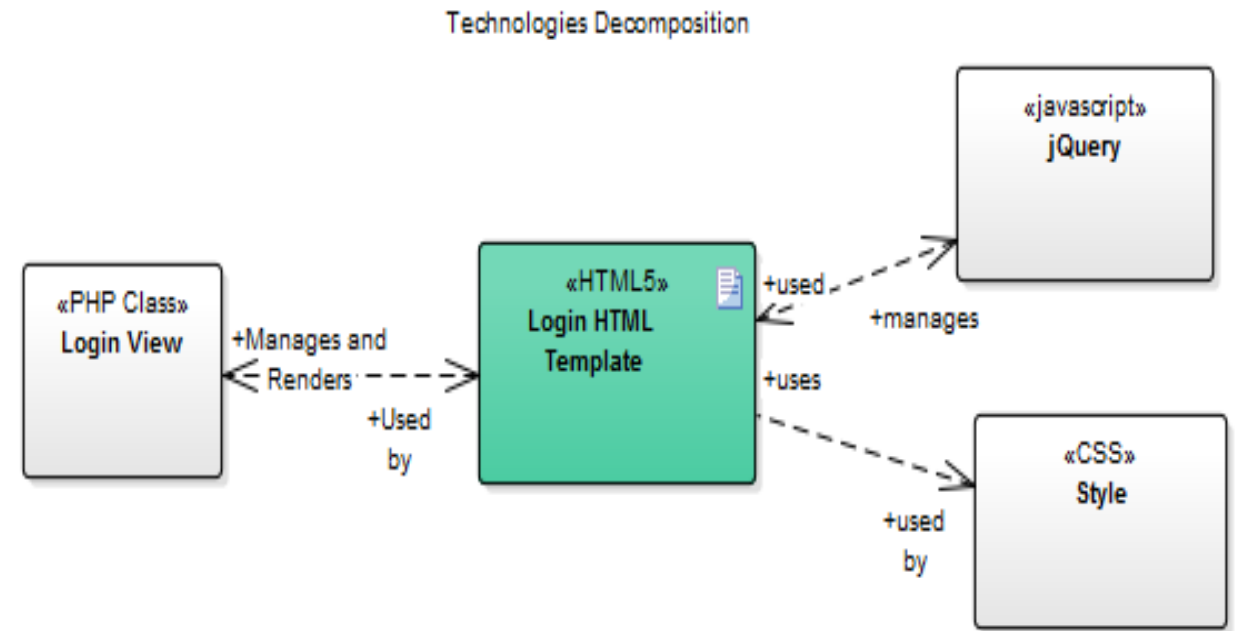 Technologies Decomposition
«javascript»
jQuery
«PHP Class»
Login View
+Manages and
Renders
+Used
by
«HTML5»
Login HTML
Template
+used
+manages
+uses
+used
by
«CSS»
Style